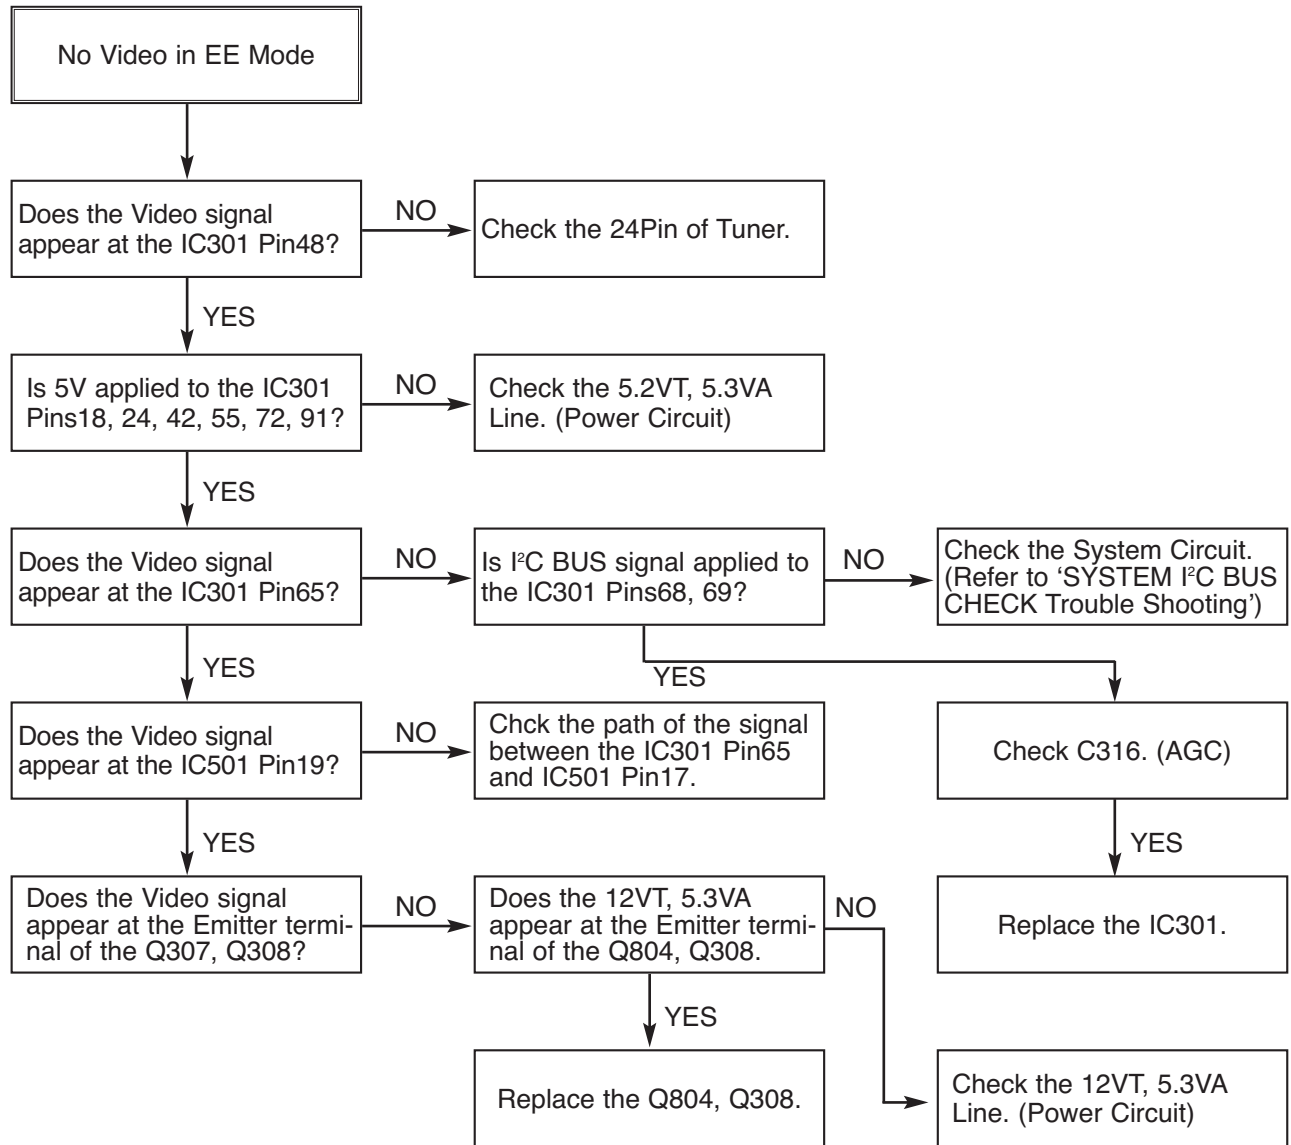 No Video in EE Mode
Does the Video signal
appear at the IC301 Pin48?
NO
Check the 24Pin of Tuner.
YES
Is 5V applied to the IC301
Pins18, 24, 42, 55, 72, 91?
NO
Check the 5.2VT, 5.3VA
Line. (Power Circuit)
YES
Does the Video signal
appear at the IC301 Pin65?
NO
Is I²C BUS signal applied to
the IC301 Pins68, 69?
NO
Check the System Circuit.
(Refer to ‘SYSTEM I²C BUS
CHECK Trouble Shooting’)
YES
YES
Does the Video signal
appear at the IC501 Pin19?
NO
Chck the path of the signal
between the IC301 Pin65
and IC501 Pin17.
Check C316. (AGC)
YES
YES
Does the Video signal
appear at the Emitter termi-
nal of the Q307, Q308?
NO
Does the 12VT, 5.3VA
appear at the Emitter termi-
nal of the Q804, Q308.
NO
Replace the IC301.
YES
Replace the Q804, Q308.
Check the 12VT, 5.3VA
Line. (Power Circuit)